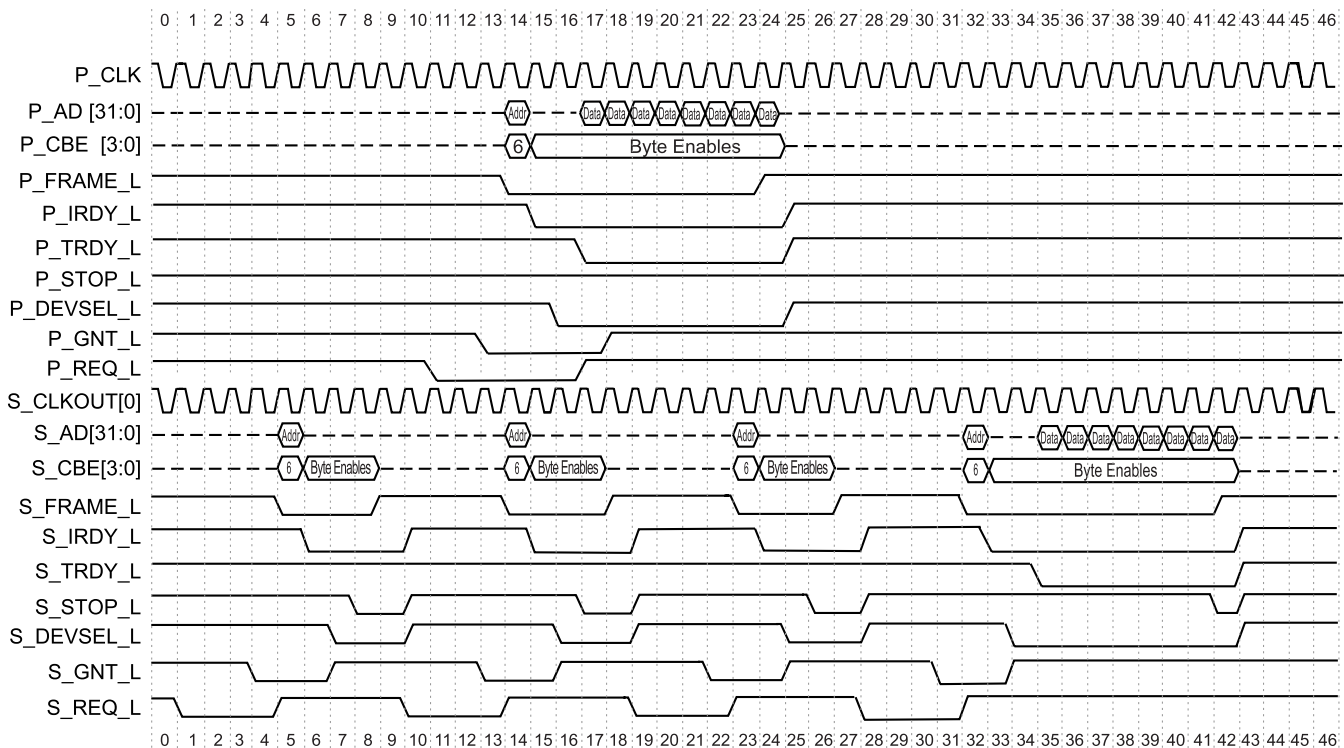 0 1 2 3 4 5 6 7 8 9 10 11 12 13 14 15 16 17 18 19 20 21 22 23 24 25 26 27 28 29 30 31 32 33 34 35 36 37 38 39 40 41 42 43 44 45 46
P_CLK
P_AD [31:0] Addr Data Data Data Data Data Data Data Data
P_CBE [3:0] 6 Byte Enables
P_FRAME_L
P_IRDY_L
P_TRDY_L
P_STOP_L
P_DEVSEL_L
P_GNT_L
P_REQ_L
S_CLKOUT[0]
S_AD[31:0] Addr Addr Addr Addr Data Data Data Data Data Data Data Data
S_CBE[3:0] 6 Byte Enables 6 Byte Enables 6 Byte Enables 6 Byte Enables
S_FRAME_L
S_IRDY_L
S_TRDY_L
S_STOP_L
S_DEVSEL_L
S_GNT_L
S_REQ_L
0 1 2 3 4 5 6 7 8 9 10 11 12 13 14 15 16 17 18 19 20 21 22 23 24 25 26 27 28 29 30 31 32 33 34 35 36 37 38 39 40 41 42 43 44 45 46